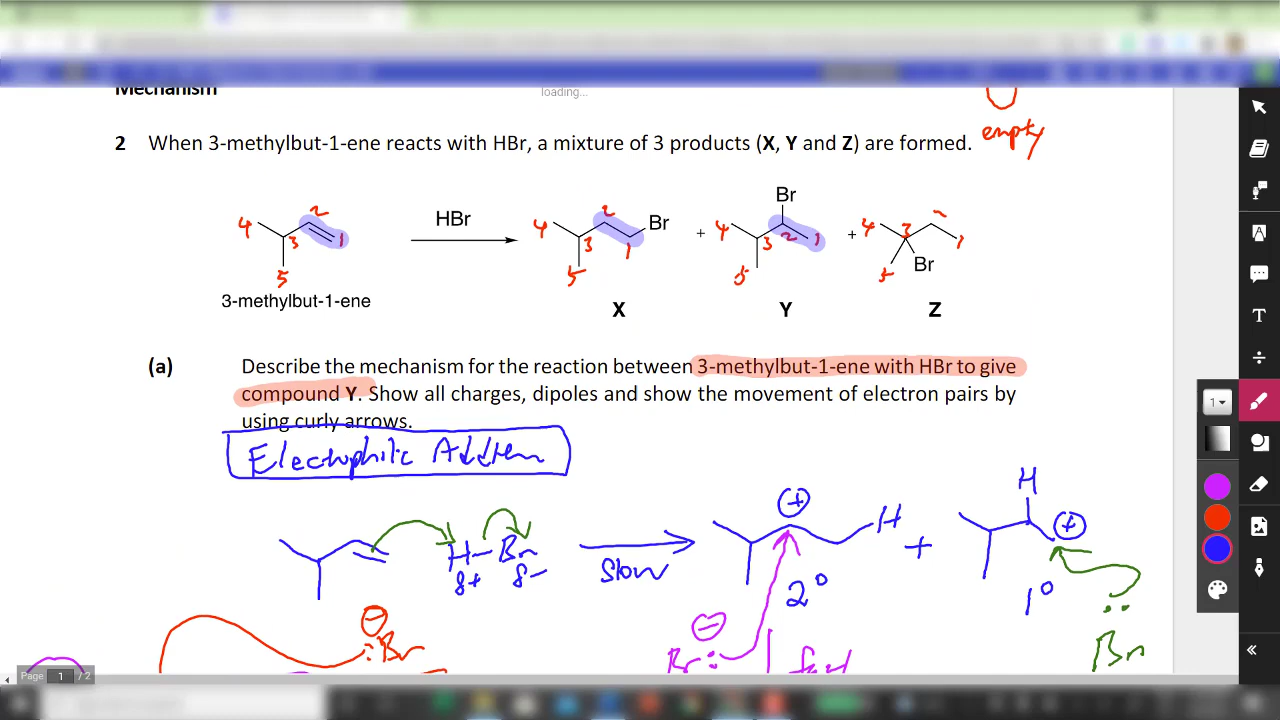 Mechanism
loading...
empty
2 When 3-methylbut-1-ene reacts with HBr, a mixture of 3 products (X, Y and Z) are formed.
Br
HBr
4 2 3 1 5
4 2 Br 3 1 5
+ 4 3 2 1 5
+ 4 3 2 1 5 Br
3-methylbut-1-ene
X Y Z
(a) Describe the mechanism for the reaction between 3-methylbut-1-ene with HBr to give
compound Y. Show all charges, dipoles and show the movement of electron pairs by
using curly arrows.
Electrophilic Addition
H
+ H + +
H-Br
δ+ δ-
slow
2° 1°
- :Br
- Br: fast
Br
Page 1 / 2
1
T